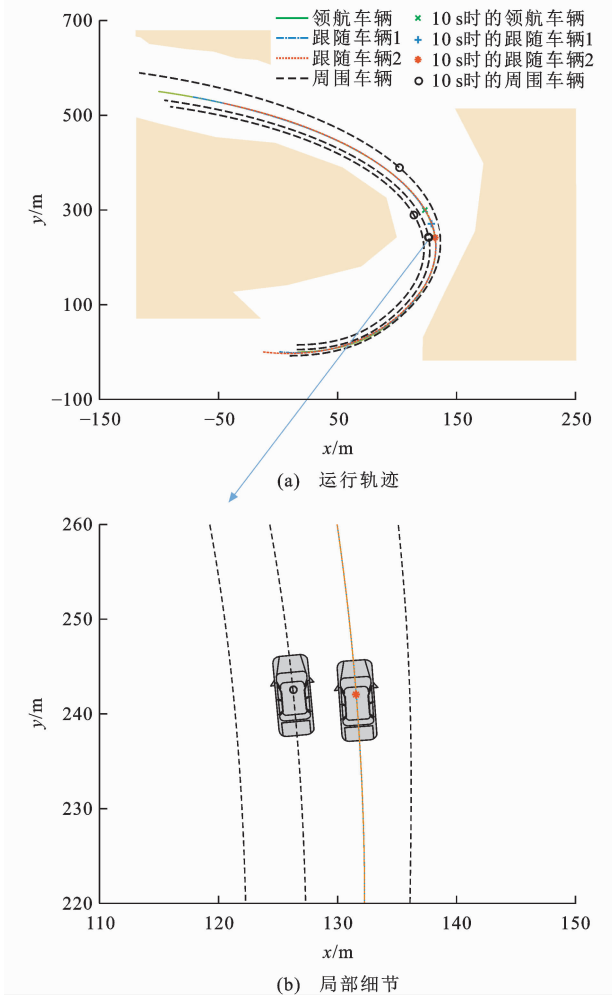 700
500
300
100
−100
y/m
领航车辆
跟随车辆1
跟随车辆2
周围车辆
10 s时的领航车辆
10 s时的跟随车辆1
10 s时的跟随车辆2
10 s时的周围车辆
−150
−50
50
150
250
x/m
(a) 运行轨迹
260
250
240
230
220
y/m
110
120
130
140
150
x/m
(b) 局部细节